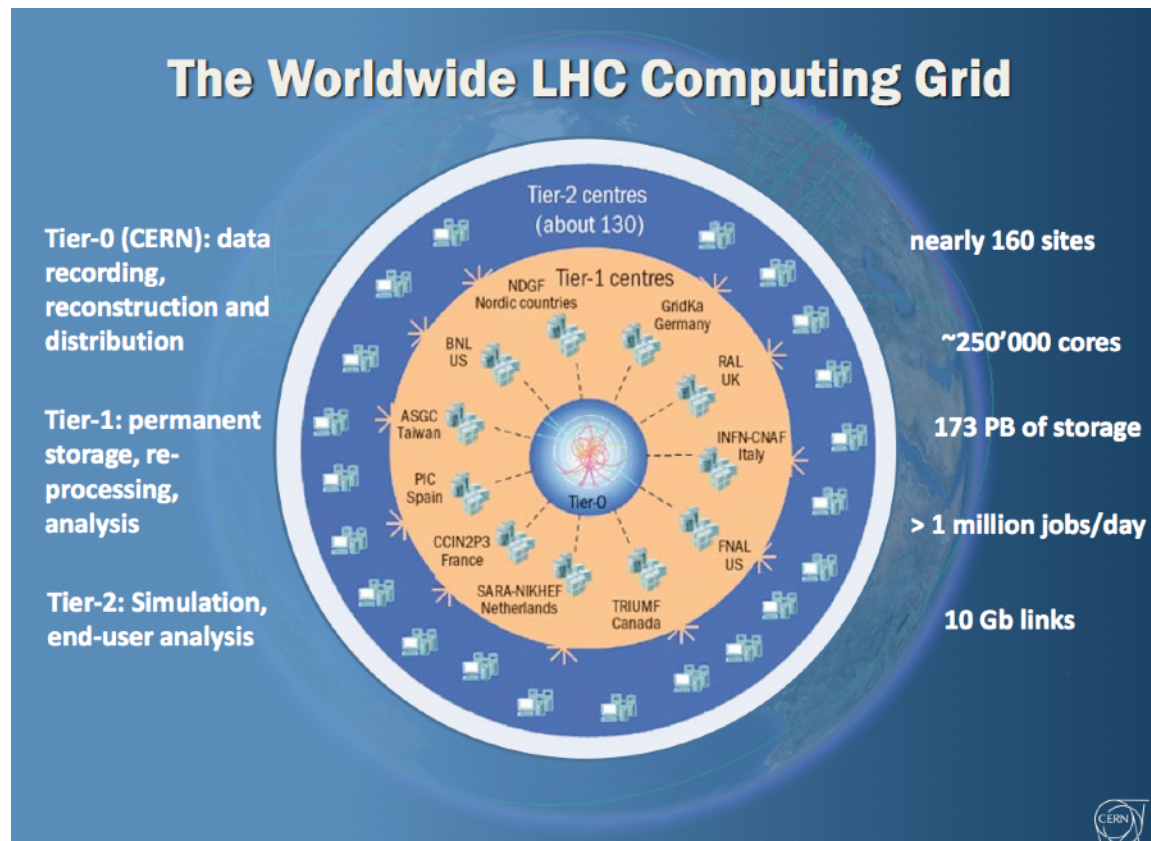 The Worldwide LHC Computing Grid
Tier-0 (CERN): data
recording,
reconstruction and
distribution
Tier-1: permanent
storage, re-
processing,
analysis
Tier-2: Simulation,
end-user analysis
Tier-2 centres
(about 130)
Tier-1 centres
NDGF
Nordic countries
GridKa
Germany
BNL
US
RAL
UK
ASGC
Taiwan
INFN-CNAF
Italy
PIC
Spain
Tier-0
CCIN2P3
France
FNAL
US
SARA-NIKHEF
Netherlands
TRIUMF
Canada
nearly 160 sites
~250’000 cores
173 PB of storage
> 1 million jobs/day
10 Gb links
CERN